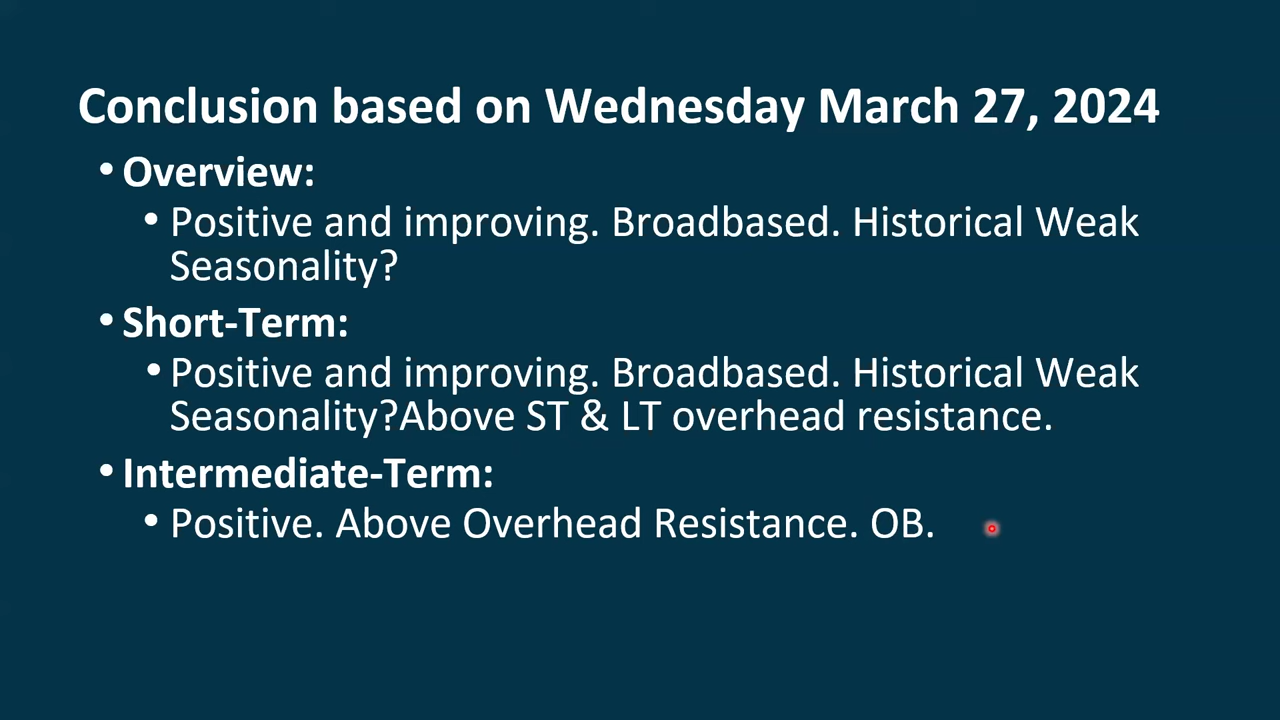 Conclusion based on Wednesday March 27, 2024
• Overview:
• Positive and improving. Broadbased. Historical Weak
Seasonality?
• Short-Term:
• Positive and improving. Broadbased. Historical Weak
Seasonality?Above ST & LT overhead resistance.
• Intermediate-Term:
• Positive. Above Overhead Resistance. OB.